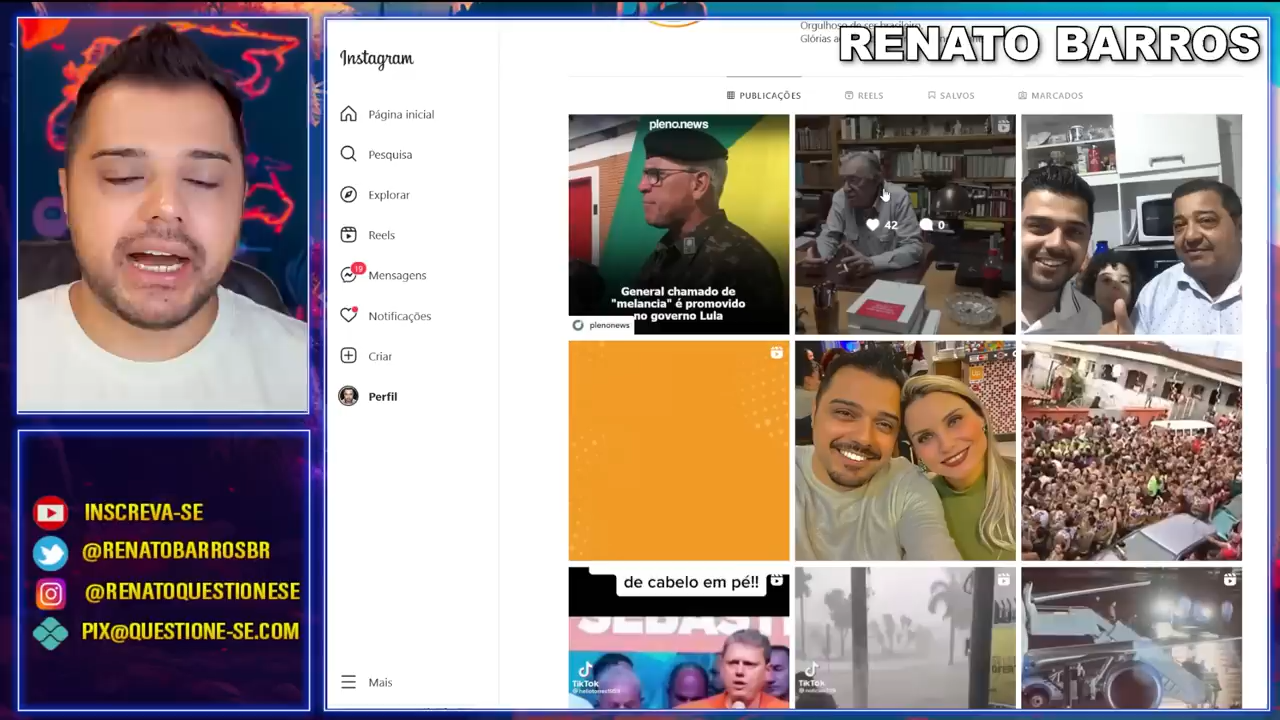 RENATO BARROS
Orgulhoso de ser brasileiro
Glórias a
Instagram
Página inicial
Pesquisa
Explorar
Reels
19
Mensagens
Notificações
Criar
Perfil
Mais
PUBLICAÇÕES
REELS
SALVOS
MARCADOS
pleno.news
General chamado de
"melancia" é promovido
no governo Lula
plenonews
42
0
de cabelo em pé!!
TikTok
TikTok
INSCREVA-SE
@RENATOBARROSBR
@RENATOQUESTIONESE
PIX@QUESTIONE-SE.COM